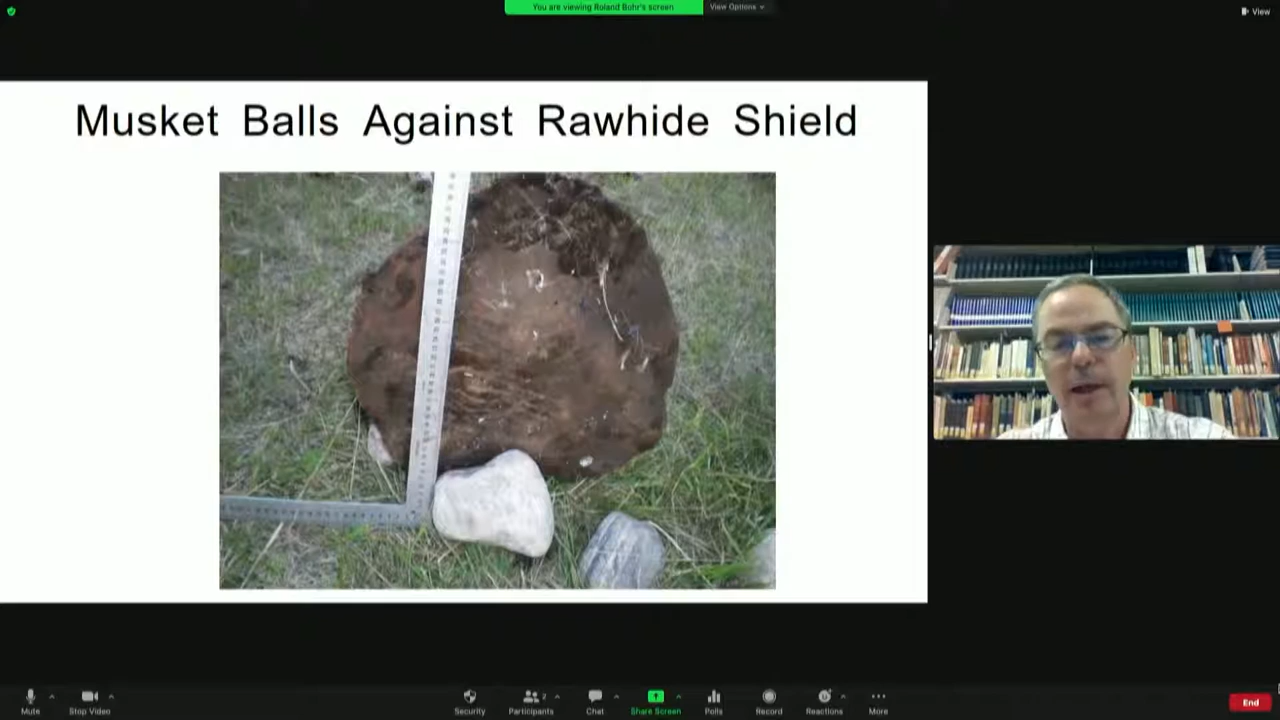 You are viewing Roland Bohr's screen
View Options
View
Musket Balls Against Rawhide Shield
Mute
Stop Video
Security
Participants
2
Chat
Share Screen
Polls
Record
Reactions
More
End